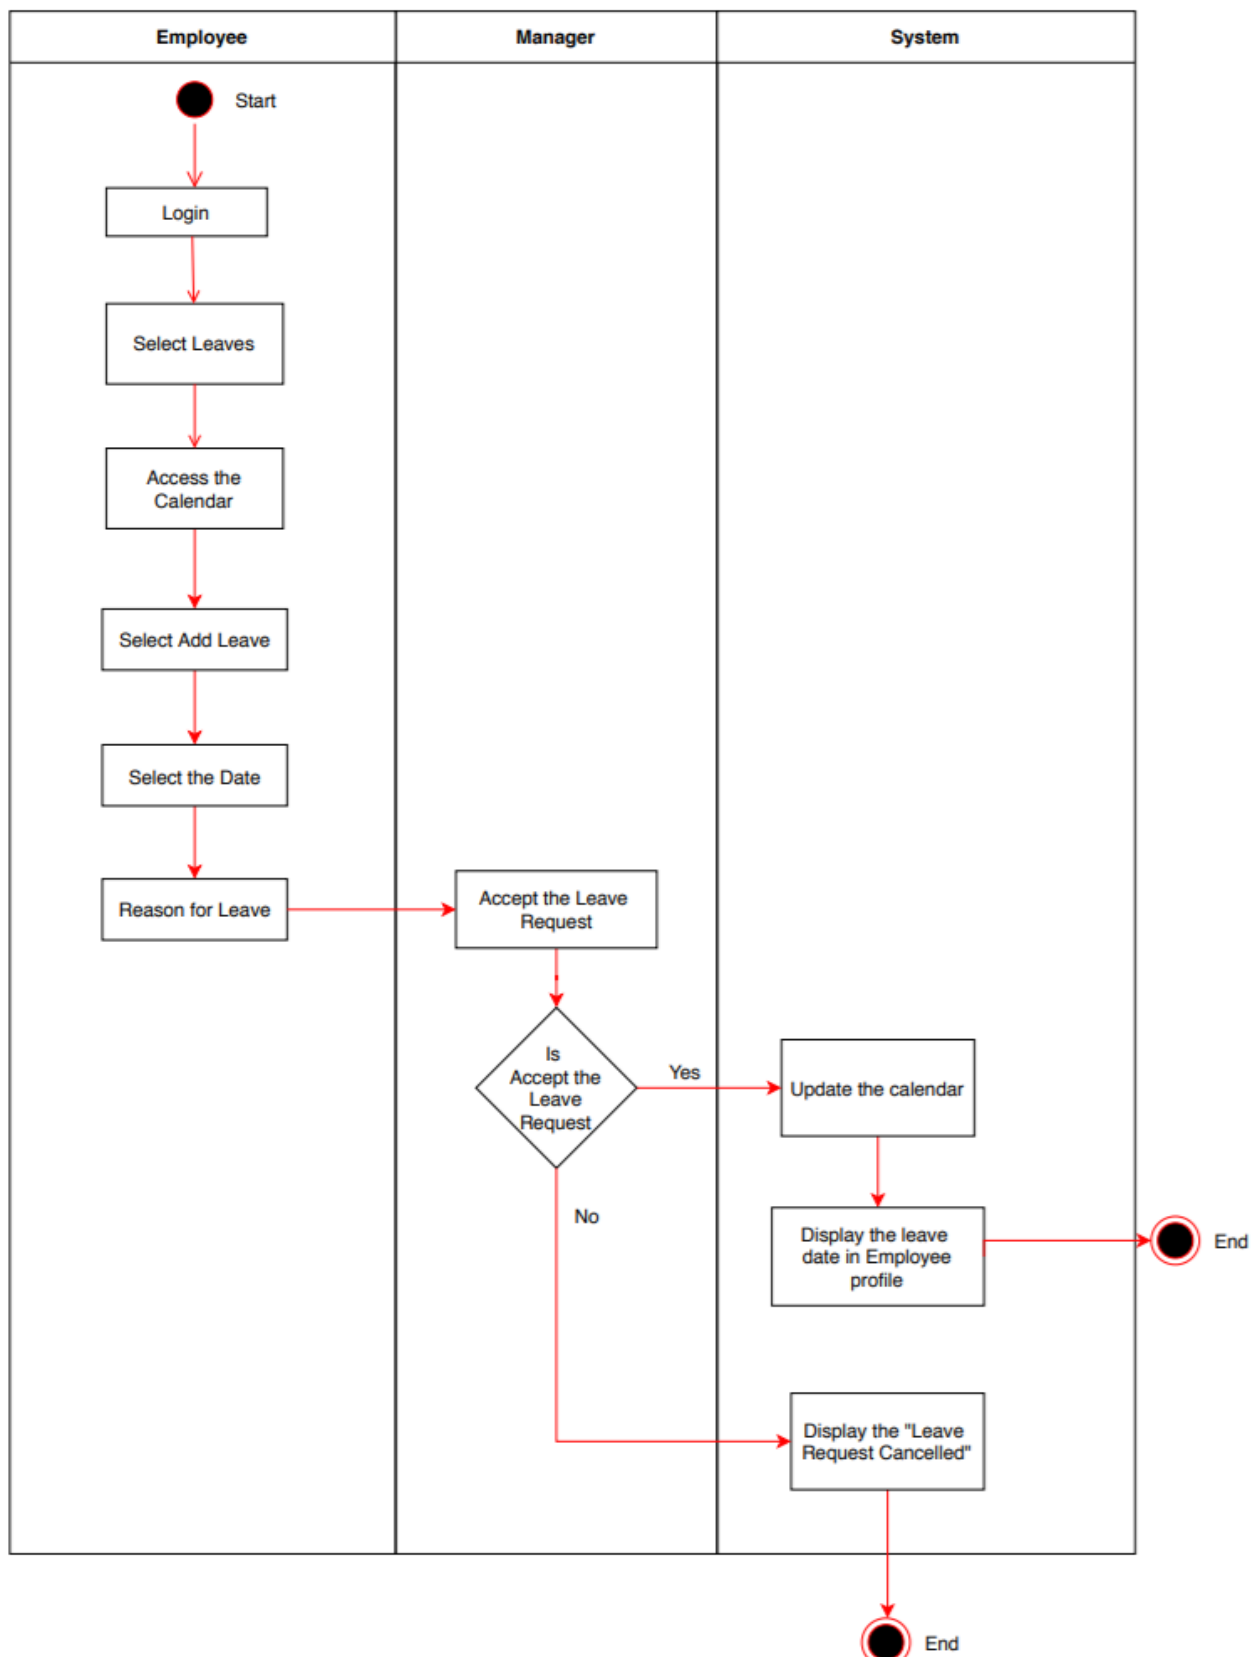 Employee
Manager
System
Start
Login
Select Leaves
Access the
Calendar
Select Add Leave
Select the Date
Reason for Leave
Accept the Leave
Request
Is
Accept the
Leave
Request
Yes
Update the calendar
No
Display the leave
date in Employee
profile
End
Display the "Leave
Request Cancelled"
End